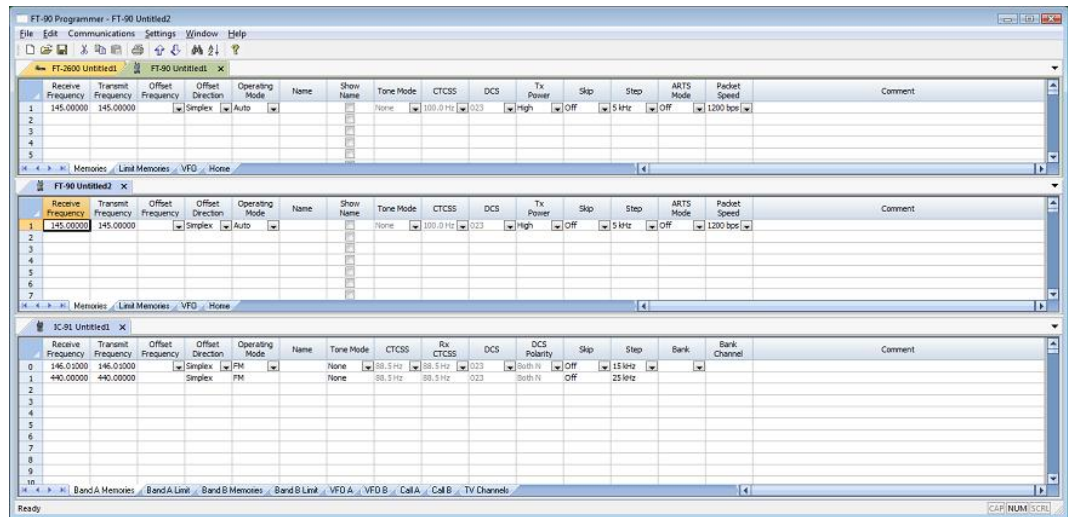 FT-90 Programmer - FT-90 Untitled2
File Edit Communications Settings Window Help
FT-2600 Untitled1 FT-90 Untitled1 ×
Receive Frequency Transmit Frequency Offset Frequency Offset Direction Operating Mode Name Show Name Tone Mode CTCSS DCS Tx Power Skip Step ARTS Mode Packet Speed Comment
1 145.00000 145.00000 Simplex Auto None 100.0 Hz 023 High Off 5 kHz Off 1200 bps
2
3
4
5
Memories Limit Memories VFO Home
FT-90 Untitled2 ×
Receive Frequency Transmit Frequency Offset Frequency Offset Direction Operating Mode Name Show Name Tone Mode CTCSS DCS Tx Power Skip Step ARTS Mode Packet Speed Comment
1 145.00000 145.00000 Simplex Auto None 100.0 Hz 023 High Off 5 kHz Off 1200 bps
2
3
4
5
6
7
Memories Limit Memories VFO Home
IC-91 Untitled1 ×
Receive Frequency Transmit Frequency Offset Frequency Offset Direction Operating Mode Name Tone Mode CTCSS Rx CTCSS DCS DCS Polarity Skip Step Bank Bank Channel Comment
0 146.01000 146.01000 Simplex FM None 88.5 Hz 88.5 Hz 023 Both N Off 15 kHz
1 440.00000 440.00000 Simplex FM None 88.5 Hz 88.5 Hz 023 Both N Off 25 kHz
2
3
4
5
6
7
8
9
10
Band A Memories Band A Limit Band B Memories Band B Limit VFO A VFO B Call A Call B TV Channels
Ready CAP NUM SCRL